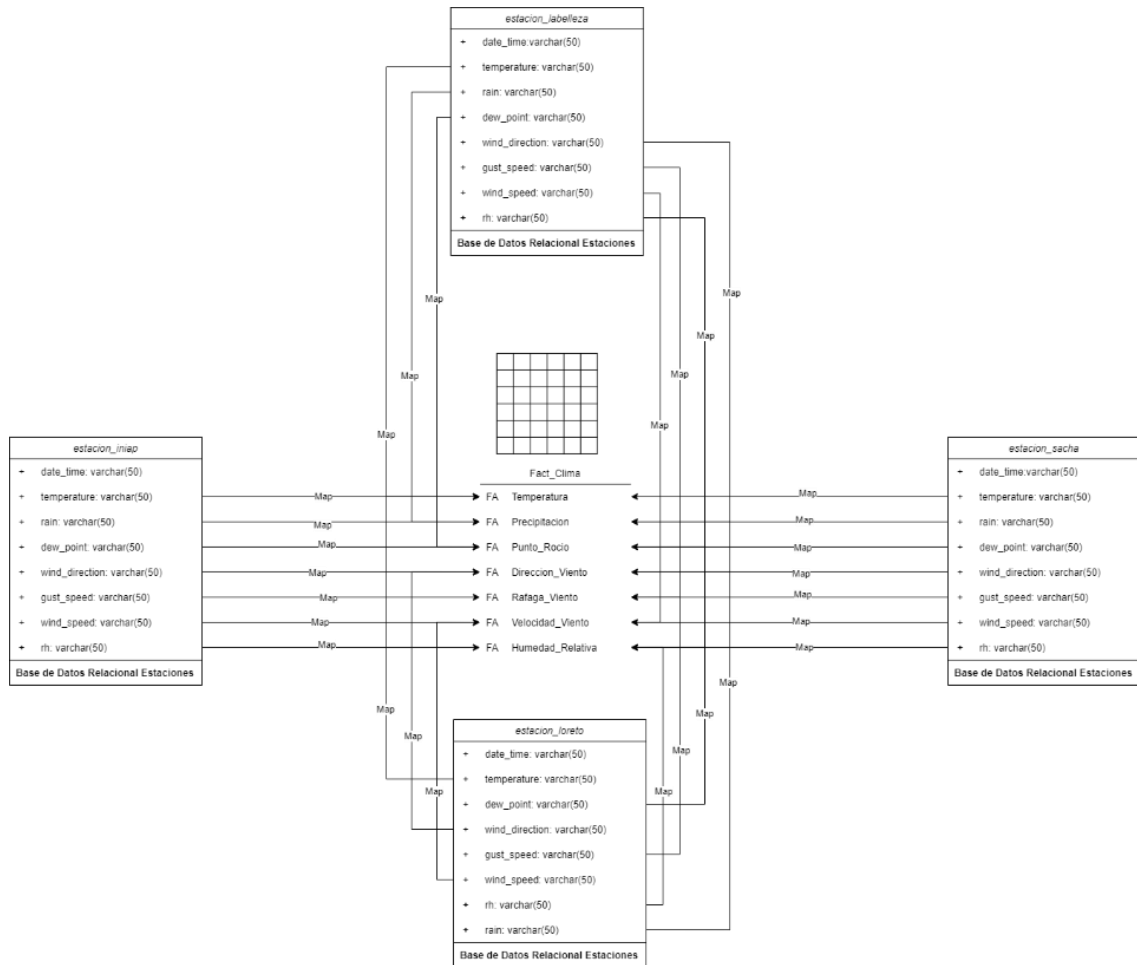 estacion_labelleza
+ date_time:varchar(50)
+ temperature: varchar(50)
+ rain: varchar(50)
+ dew_point: varchar(50)
+ wind_direction: varchar(50)
+ gust_speed: varchar(50)
+ wind_speed: varchar(50)
+ rh: varchar(50)
Base de Datos Relacional Estaciones
Map
Map
Map
Map
Map
Map
Map
Map
estacion_iniap
+ date_time: varchar(50)
+ temperature: varchar(50)
+ rain: varchar(50)
+ dew_point: varchar(50)
+ wind_direction: varchar(50)
+ gust_speed: varchar(50)
+ wind_speed: varchar(50)
+ rh: varchar(50)
Base de Datos Relacional Estaciones
Map
Map
Map
Map
Map
Map
Map
Fact_Clima
FA Temperatura
FA Precipitacion
FA Punto_Rocio
FA Direccion_Viento
FA Rafaga_Viento
FA Velocidad_Viento
FA Humedad_Relativa
Map
Map
Map
Map
Map
Map
Map
estacion_sacha
+ date_time:varchar(50)
+ temperature: varchar(50)
+ rain: varchar(50)
+ dew_point: varchar(50)
+ wind_direction: varchar(50)
+ gust_speed: varchar(50)
+ wind_speed: varchar(50)
+ rh: varchar(50)
Base de Datos Relacional Estaciones
Map
Map
Map
Map
Map
Map
Map
estacion_loreto
+ date_time: varchar(50)
+ temperature: varchar(50)
+ dew_point: varchar(50)
+ wind_direction: varchar(50)
+ gust_speed: varchar(50)
+ wind_speed: varchar(50)
+ rh: varchar(50)
+ rain: varchar(50)
Base de Datos Relacional Estaciones